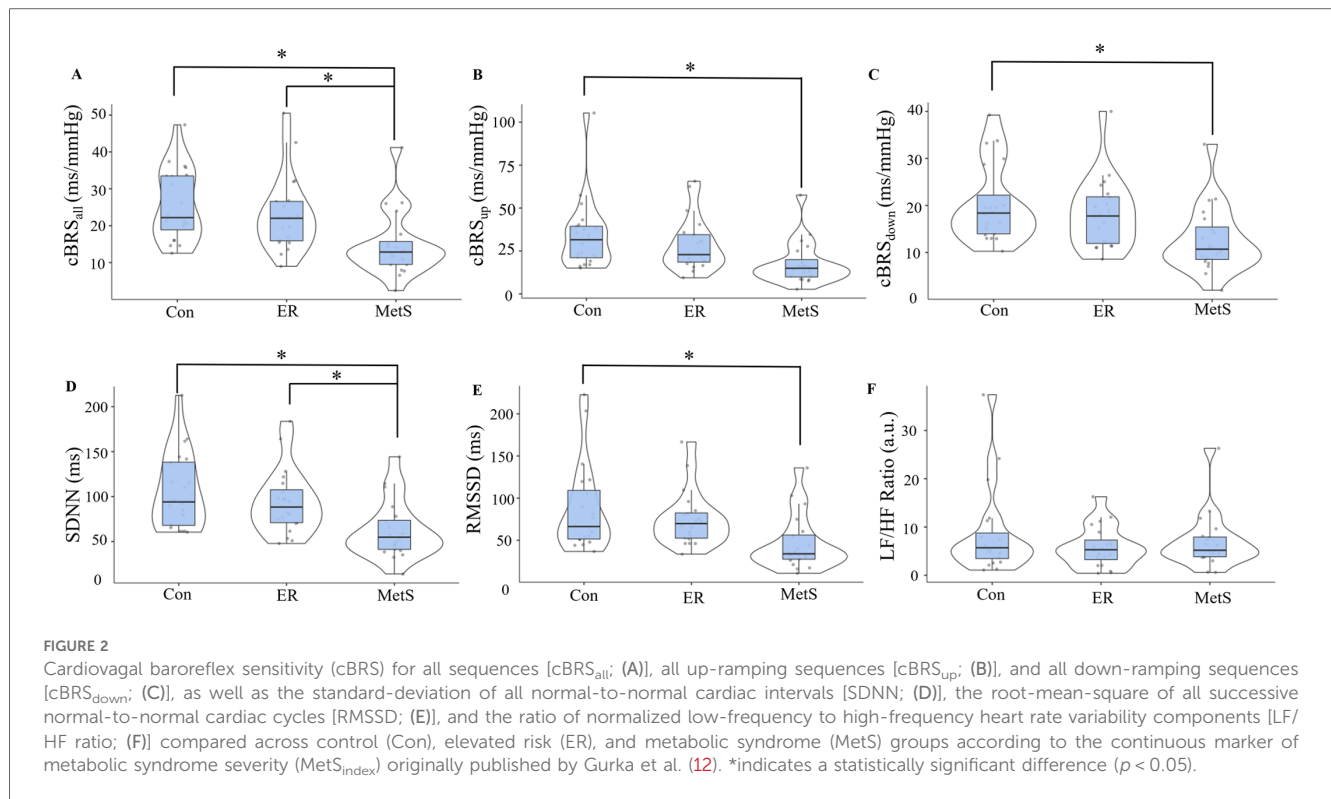 *
*
A
cBRSall (ms/mmHg)
50
40
30
20
10
Con
ER
MetS
*
B
cBRSup (ms/mmHg)
100
75
50
25
0
Con
ER
MetS
*
C
cBRSdown (ms/mmHg)
40
30
20
10
0
Con
ER
MetS
*
*
D
SDNN (ms)
200
150
100
50
0
Con
ER
MetS
*
E
RMSSD (ms)
200
150
100
50
0
Con
ER
MetS
F
LF/HF Ratio (a.u.)
30
20
10
0
Con
ER
MetS
FIGURE 2
Cardiovagal baroreflex sensitivity (cBRS) for all sequences [cBRSall; (A)], all up-ramping sequences [cBRSup; (B)], and all down-ramping sequences
[cBRSdown; (C)], as well as the standard-deviation of all normal-to-normal cardiac intervals [SDNN; (D)], the root-mean-square of all successive
normal-to-normal cardiac cycles [RMSSD; (E)], and the ratio of normalized low-frequency to high-frequency heart rate variability components [LF/
HF ratio; (F)] compared across control (Con), elevated risk (ER), and metabolic syndrome (MetS) groups according to the continuous marker of
metabolic syndrome severity (MetSindex) originally published by Gurka et al. (12). *indicates a statistically significant difference (p < 0.05).